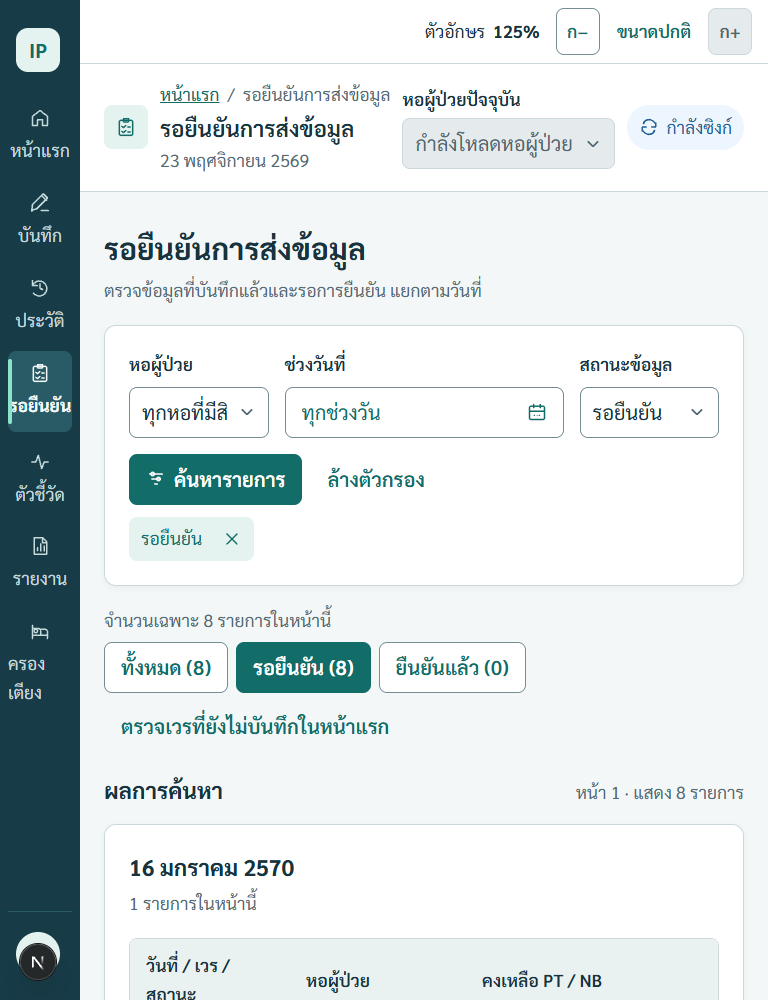 IP
หน้าแรก
บันทึก
ประวัติ
รอยืนยัน
ตัวชี้วัด
รายงาน
ครอง
เตียง
N
ตัวอักษร 125% ก− ขนาดปกติ ก+
หน้าแรก / รอยืนยันการส่งข้อมูล
รอยืนยันการส่งข้อมูล
23 พฤศจิกายน 2569
หอผู้ป่วยปัจจุบัน
กำลังโหลดหอผู้ป่วย
กำลังซิงก์
รอยืนยันการส่งข้อมูล
ตรวจข้อมูลที่บันทึกแล้วและรอการยืนยัน แยกตามวันที่
หอผู้ป่วย ช่วงวันที่ สถานะข้อมูล
ทุกหอที่มีสิ ทุกช่วงวัน รอยืนยัน
ค้นหารายการ ล้างตัวกรอง
รอยืนยัน
จำนวนเฉพาะ 8 รายการในหน้านี้
ทั้งหมด (8) รอยืนยัน (8) ยืนยันแล้ว (0)
ตรวจเวรที่ยังไม่บันทึกในหน้าแรก
ผลการค้นหา หน้า 1 · แสดง 8 รายการ
16 มกราคม 2570
1 รายการในหน้านี้
วันที่ / เวร /
สถานะ
หอผู้ป่วย
คงเหลือ PT / NB